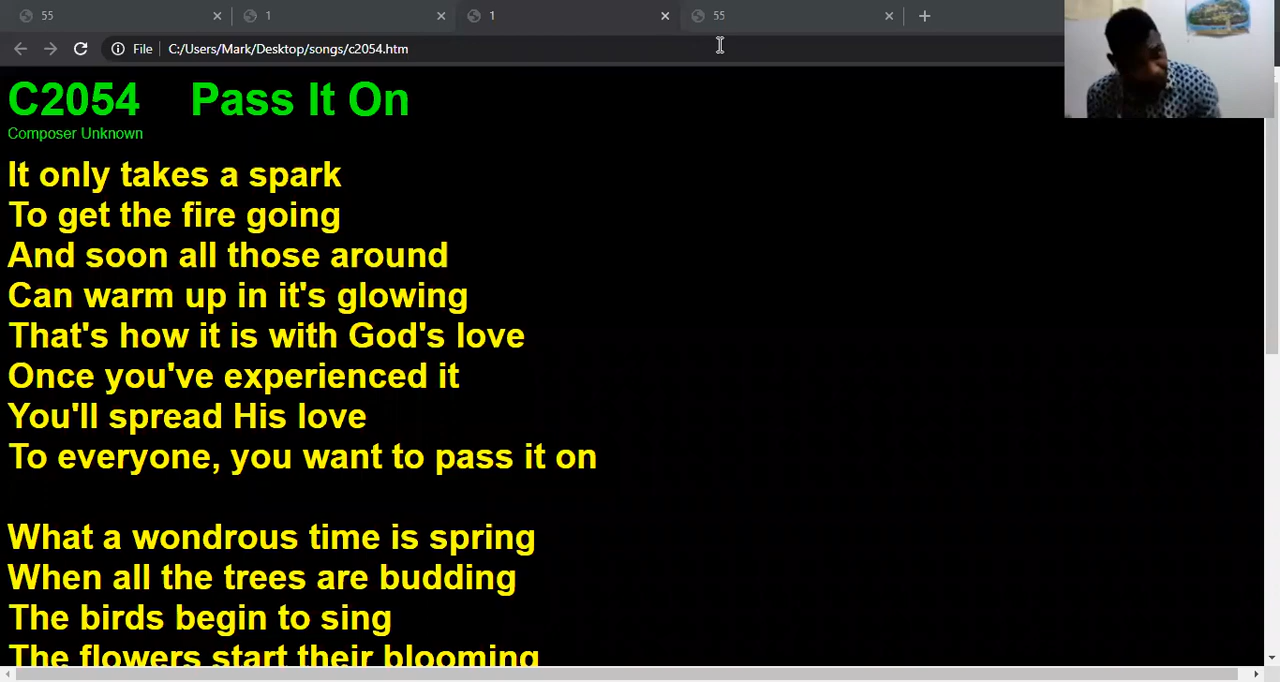 55
1
1
55
File
C:/Users/Mark/Desktop/songs/c2054.htm
C2054 Pass It On
Composer Unknown
It only takes a spark
To get the fire going
And soon all those around
Can warm up in it's glowing
That's how it is with God's love
Once you've experienced it
You'll spread His love
To everyone, you want to pass it on
What a wondrous time is spring
When all the trees are budding
The birds begin to sing
The flowers start their blooming